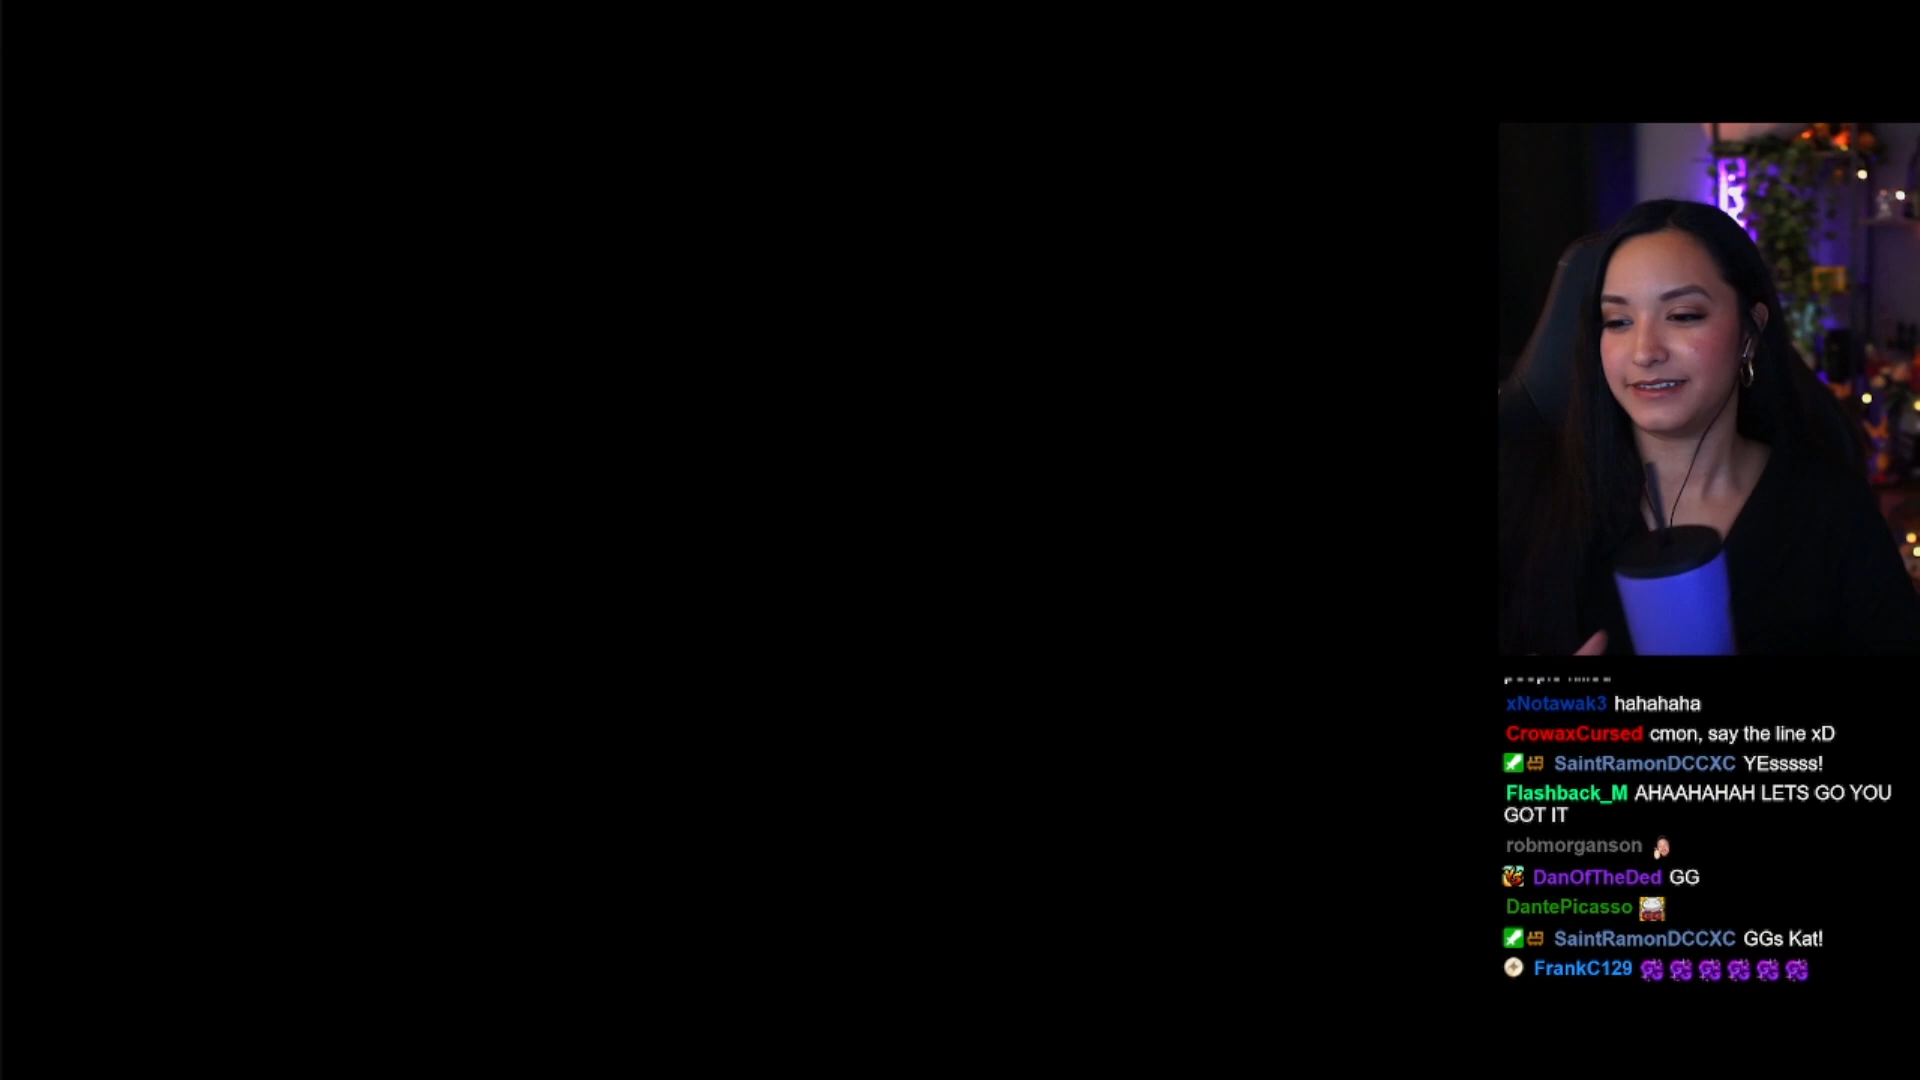 xNotawak3 hahahaha
CrowaxCursed cmon, say the line xD
SaintRamonDCCXC YEsssss!
Flashback_M AHAAHAHAH LETS GO YOU
GOT IT
robmorganson
DanOfTheDed GG
DantePicasso
SaintRamonDCCXC GGs Kat!
FrankC129